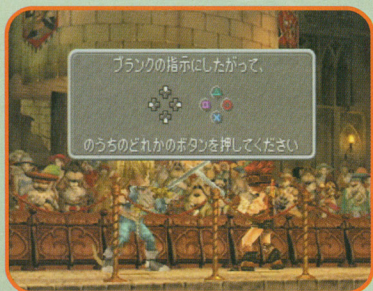 ブランクの指示にしたがって、
のうちのどれかのボタンを押してください